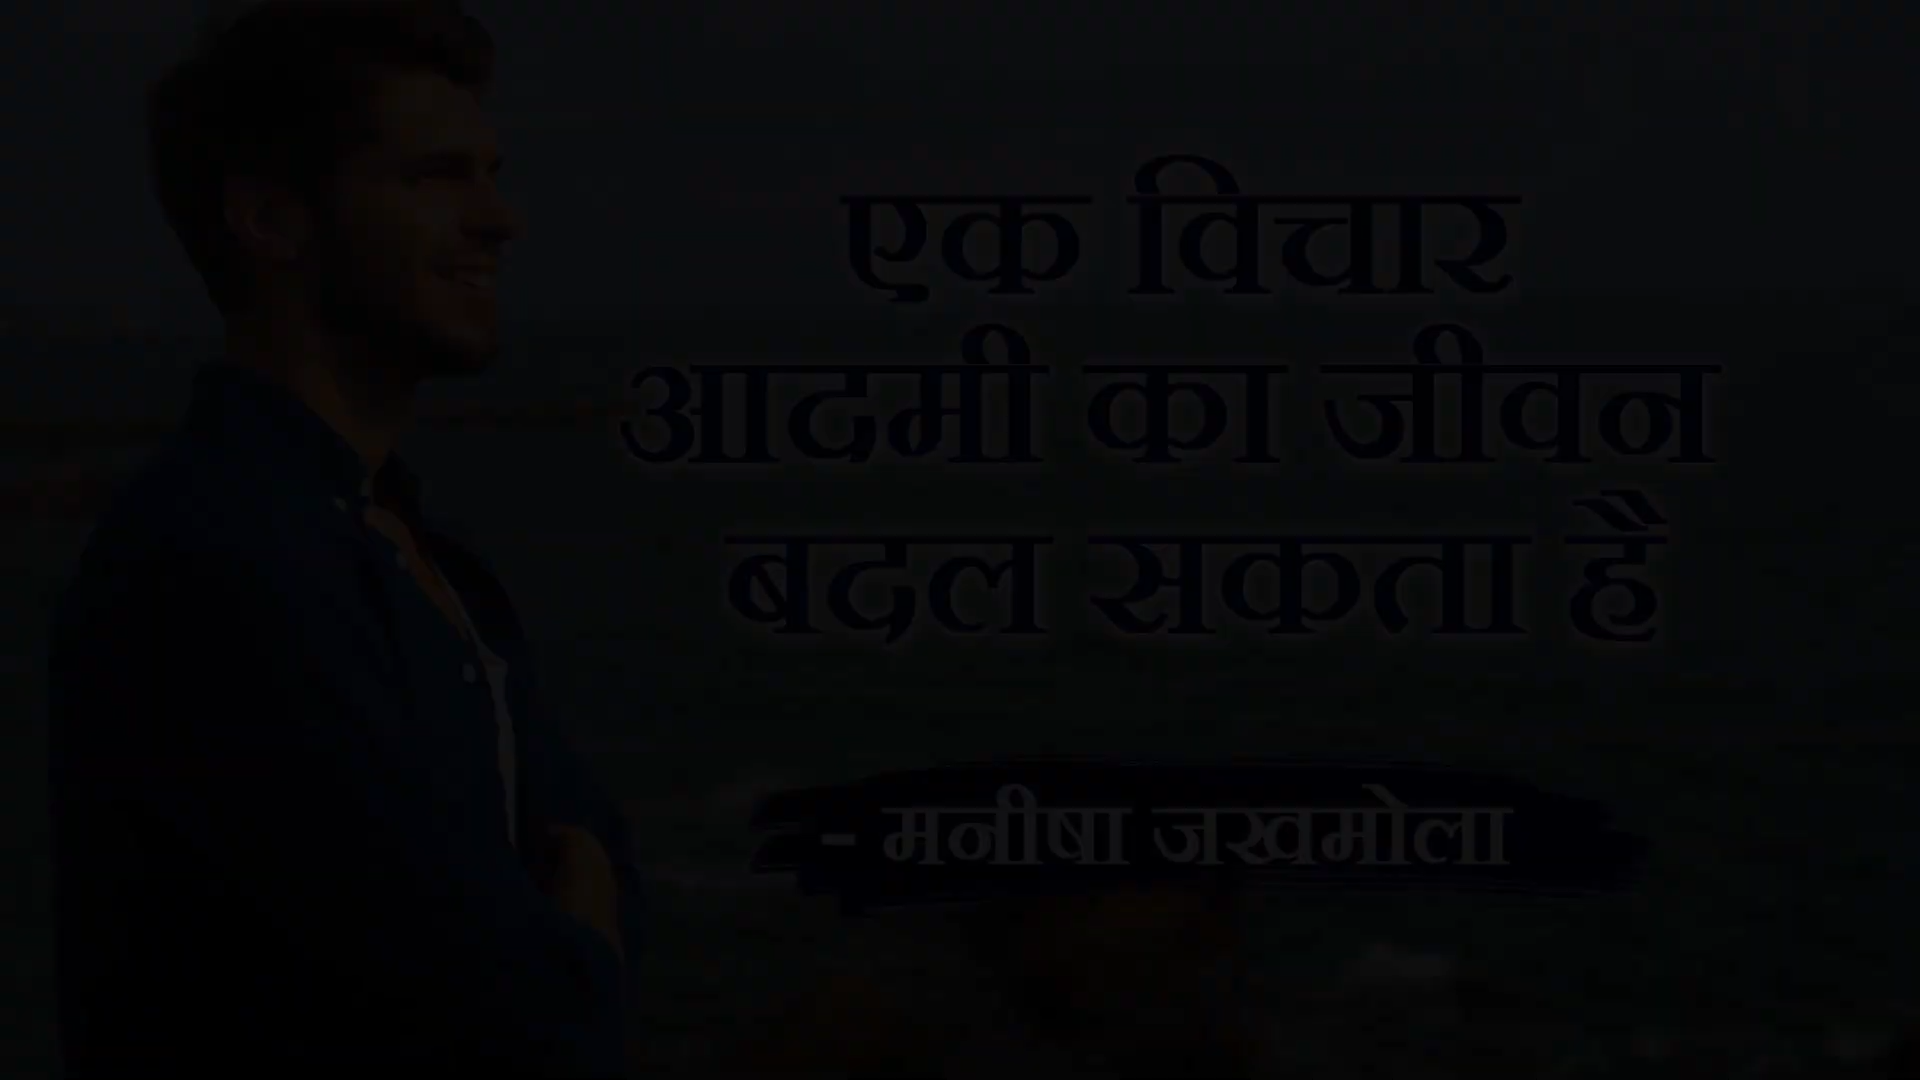 एक विचार
आदमी का जीवन
बदल सकता है
- मनीषा जखमोला